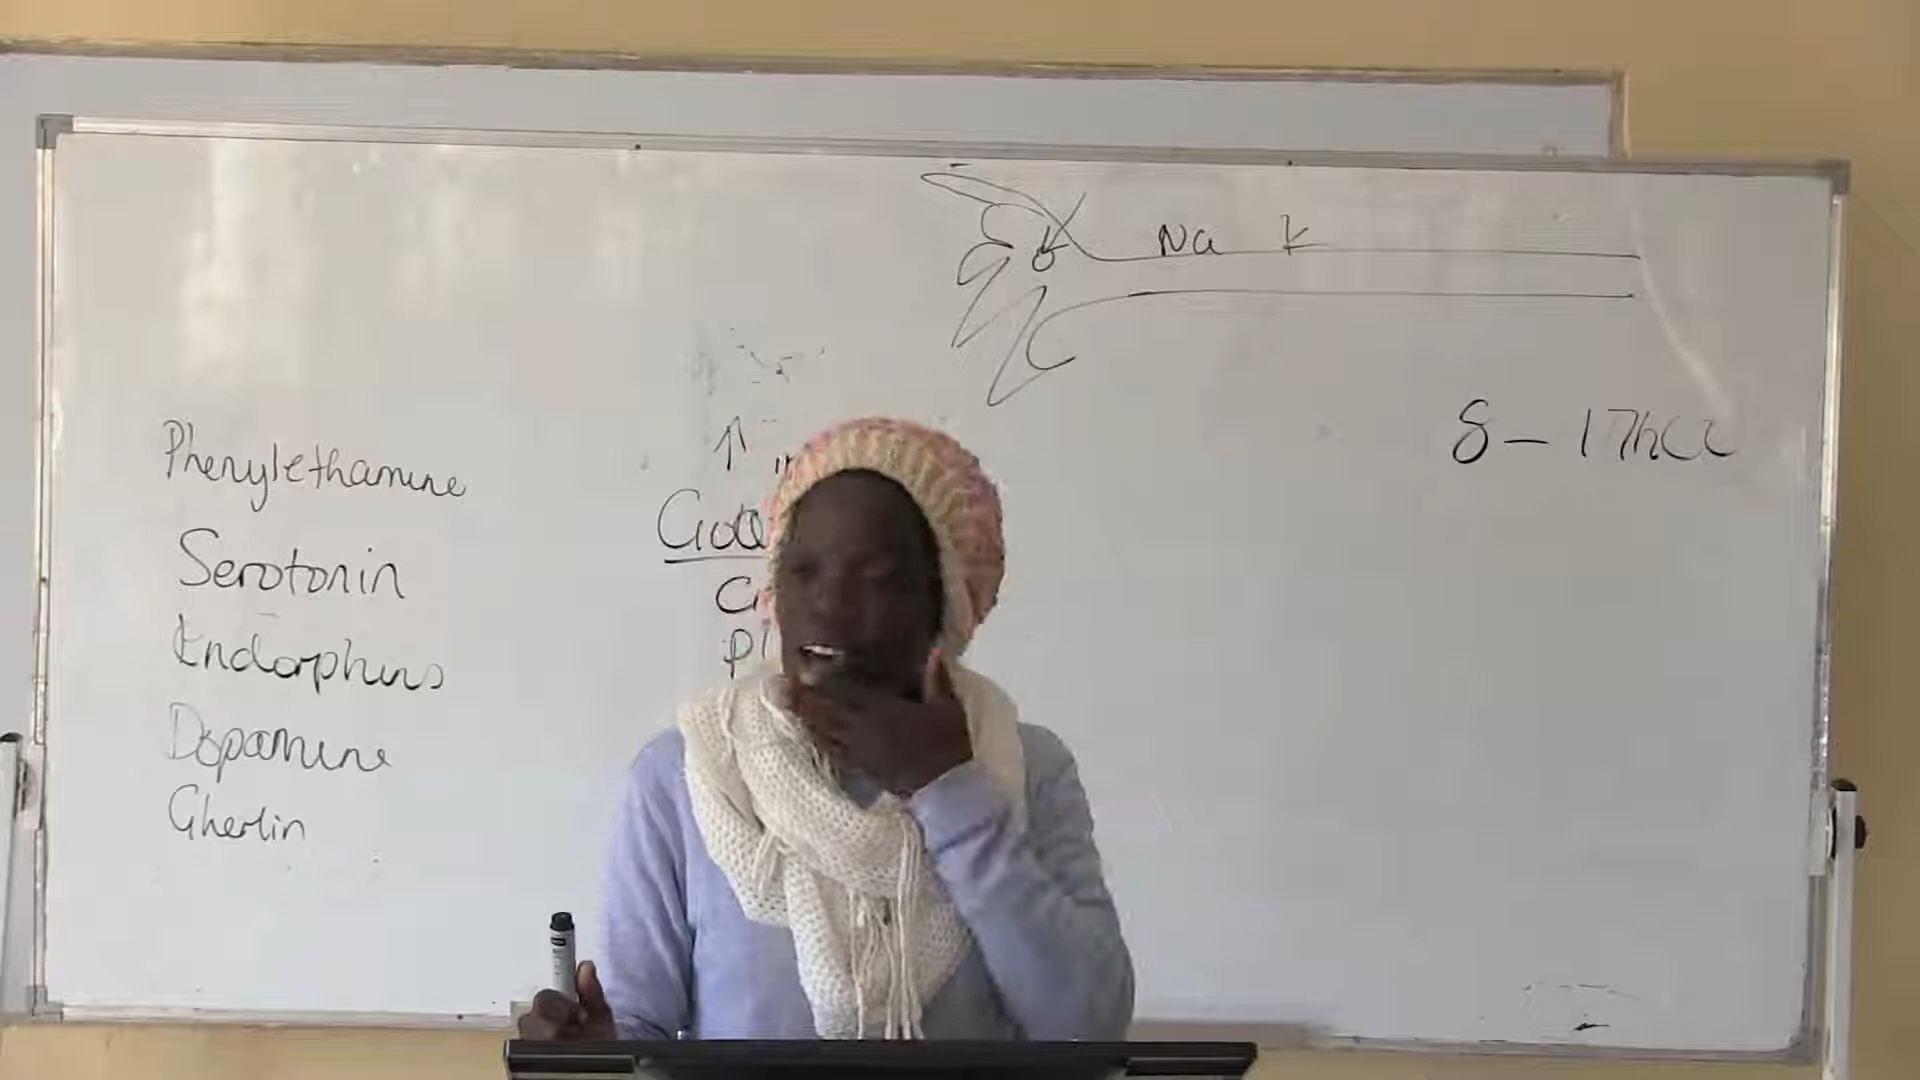 Na K
8 - 17hcc
Phenylethamine
Serotonin
Endorphins
Dopamine
Gherlin